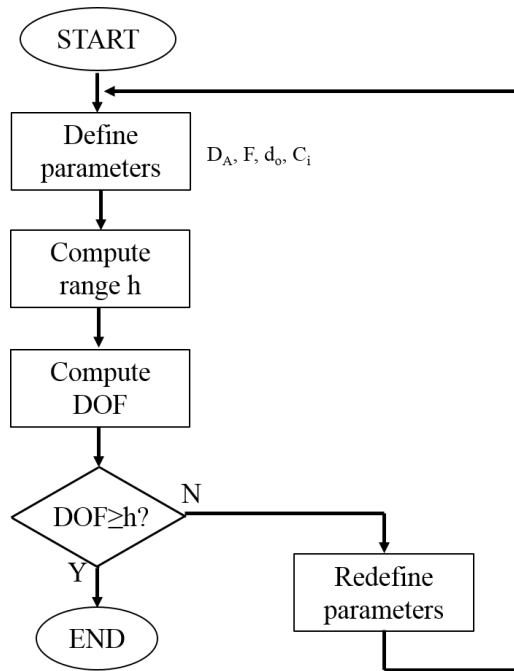 START
Define
parameters
D_A, F, d_o, C_i
Compute
range h
Compute
DOF
DOF≥h?
N
Y
Redefine
parameters
END